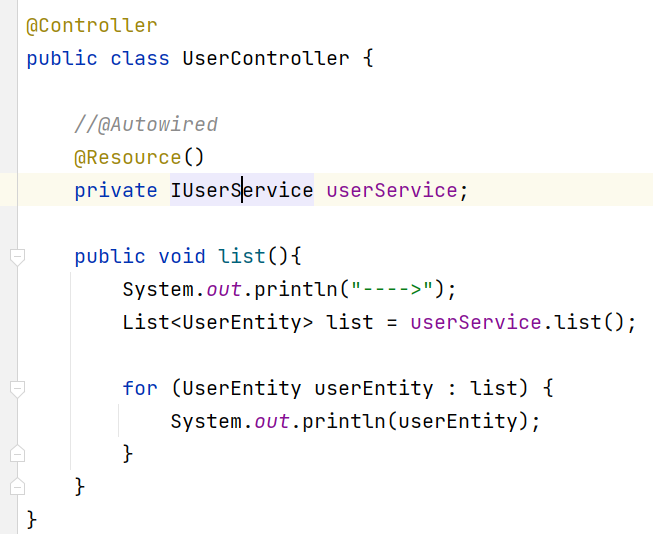 @Controller
public class UserController {
//@Autowired
@Resource()
private IUserService userService;
public void list(){
System.out.println("---->");
List<UserEntity> list = userService.list();
for (UserEntity userEntity : list) {
System.out.println(userEntity);
}
}
}